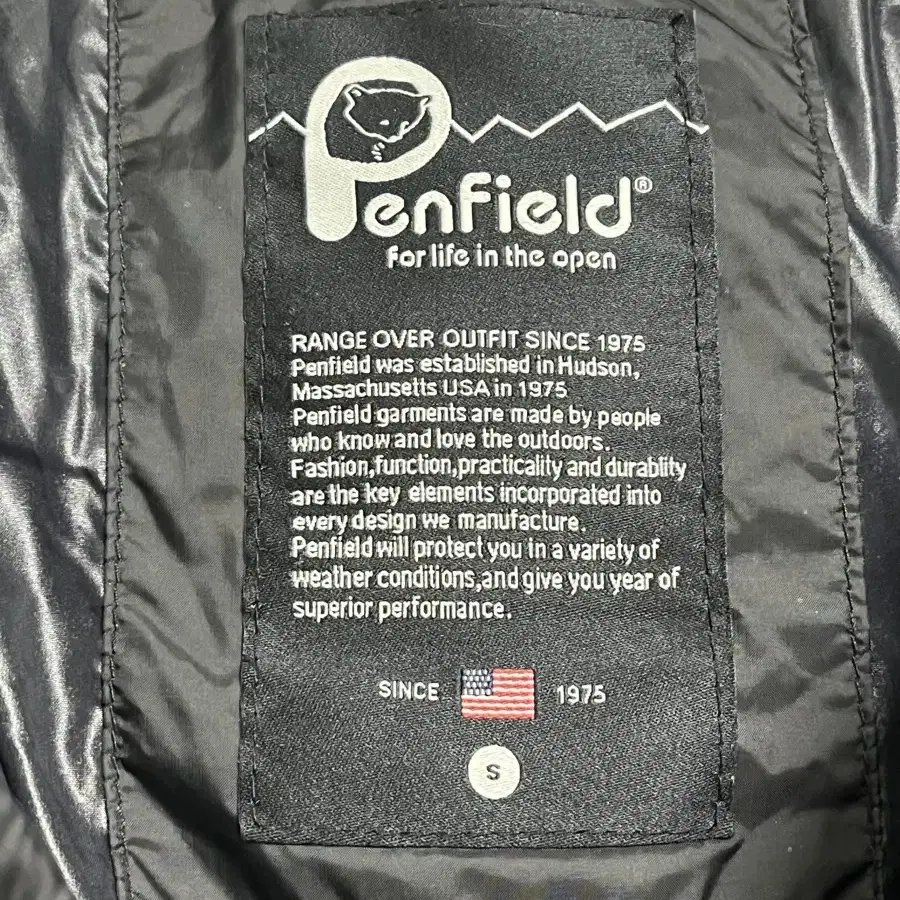 Penfield®
for life in the open
RANGE OVER OUTFIT SINCE 1975
Penfield was established in Hudson,
Massachusetts USA in 1975
Penfield garments are made by people
who know and love the outdoors.
Fashion,function,practicality and durablity
are the key elements incorporated into
every design we manufacture.
Penfield will protect you in a variety of
weather conditions,and give you year of
superior performance.
SINCE 1975
S